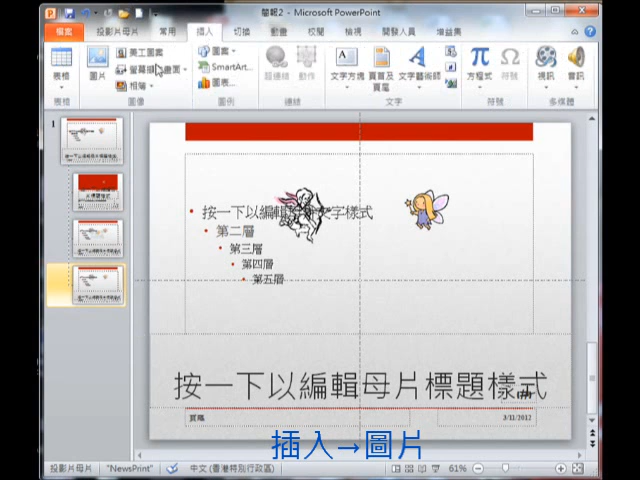 簡報2 - Microsoft PowerPoint
檔案 投影片母片 常用 插入 切換 動畫 校閱 檢視 開發人員 增益集
表格 圖片 美工圖案 相簿
圖案 SmartArt... 圖表...
超連結 動作 文字方塊 頁首及頁尾 文字藝術師 方程式 符號 視訊 音訊
表格 圖像 圖例 連結 文字 符號 多媒體
1
按一下以編輯母片文字樣式
第二層
第三層
第四層
第五層
按一下以編輯母片標題樣式
頁尾 3/11/2012
插入→圖片
投影片母片 "NewsPrint" 中文 (香港特別行政區) 61%